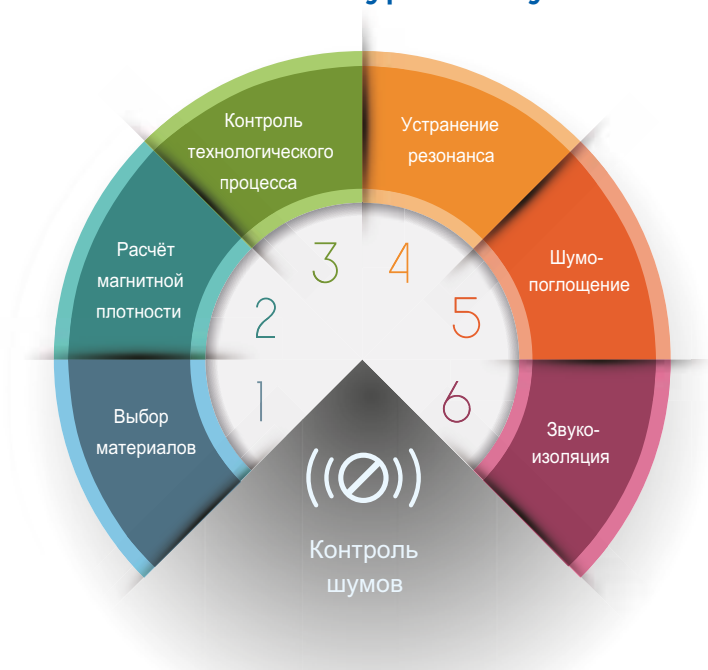 1
Выбор
материалов
2
Расчёт
магнитной
плотности
3
Контроль
технологического
процесса
4
Устранение
резонанса
5
Шумо-
поглощение
6
Звуко-
изоляция
Контроль
шумов